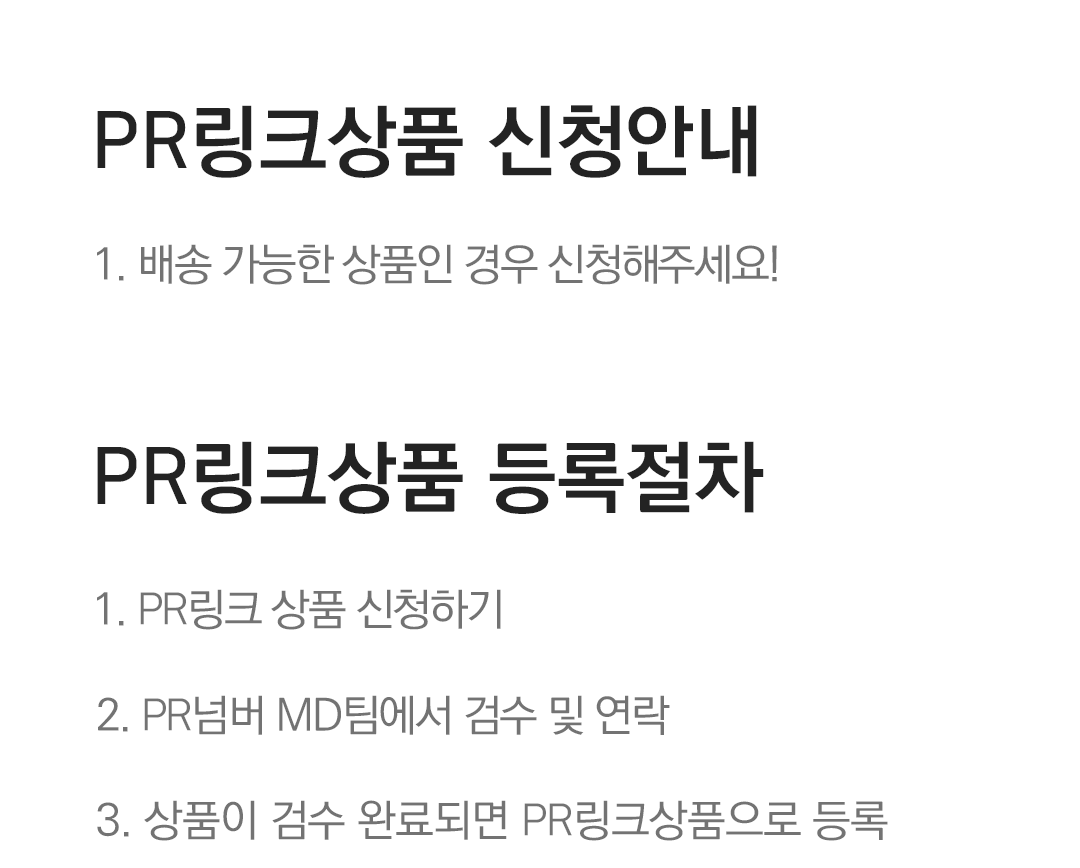 PR링크상품 신청안내
1. 배송 가능한 상품인 경우 신청해주세요!
PR링크상품 등록절차
1. PR링크 상품 신청하기
2. PR넘버 MD팀에서 검수 및 연락
3. 상품이 검수 완료되면 PR링크상품으로 등록